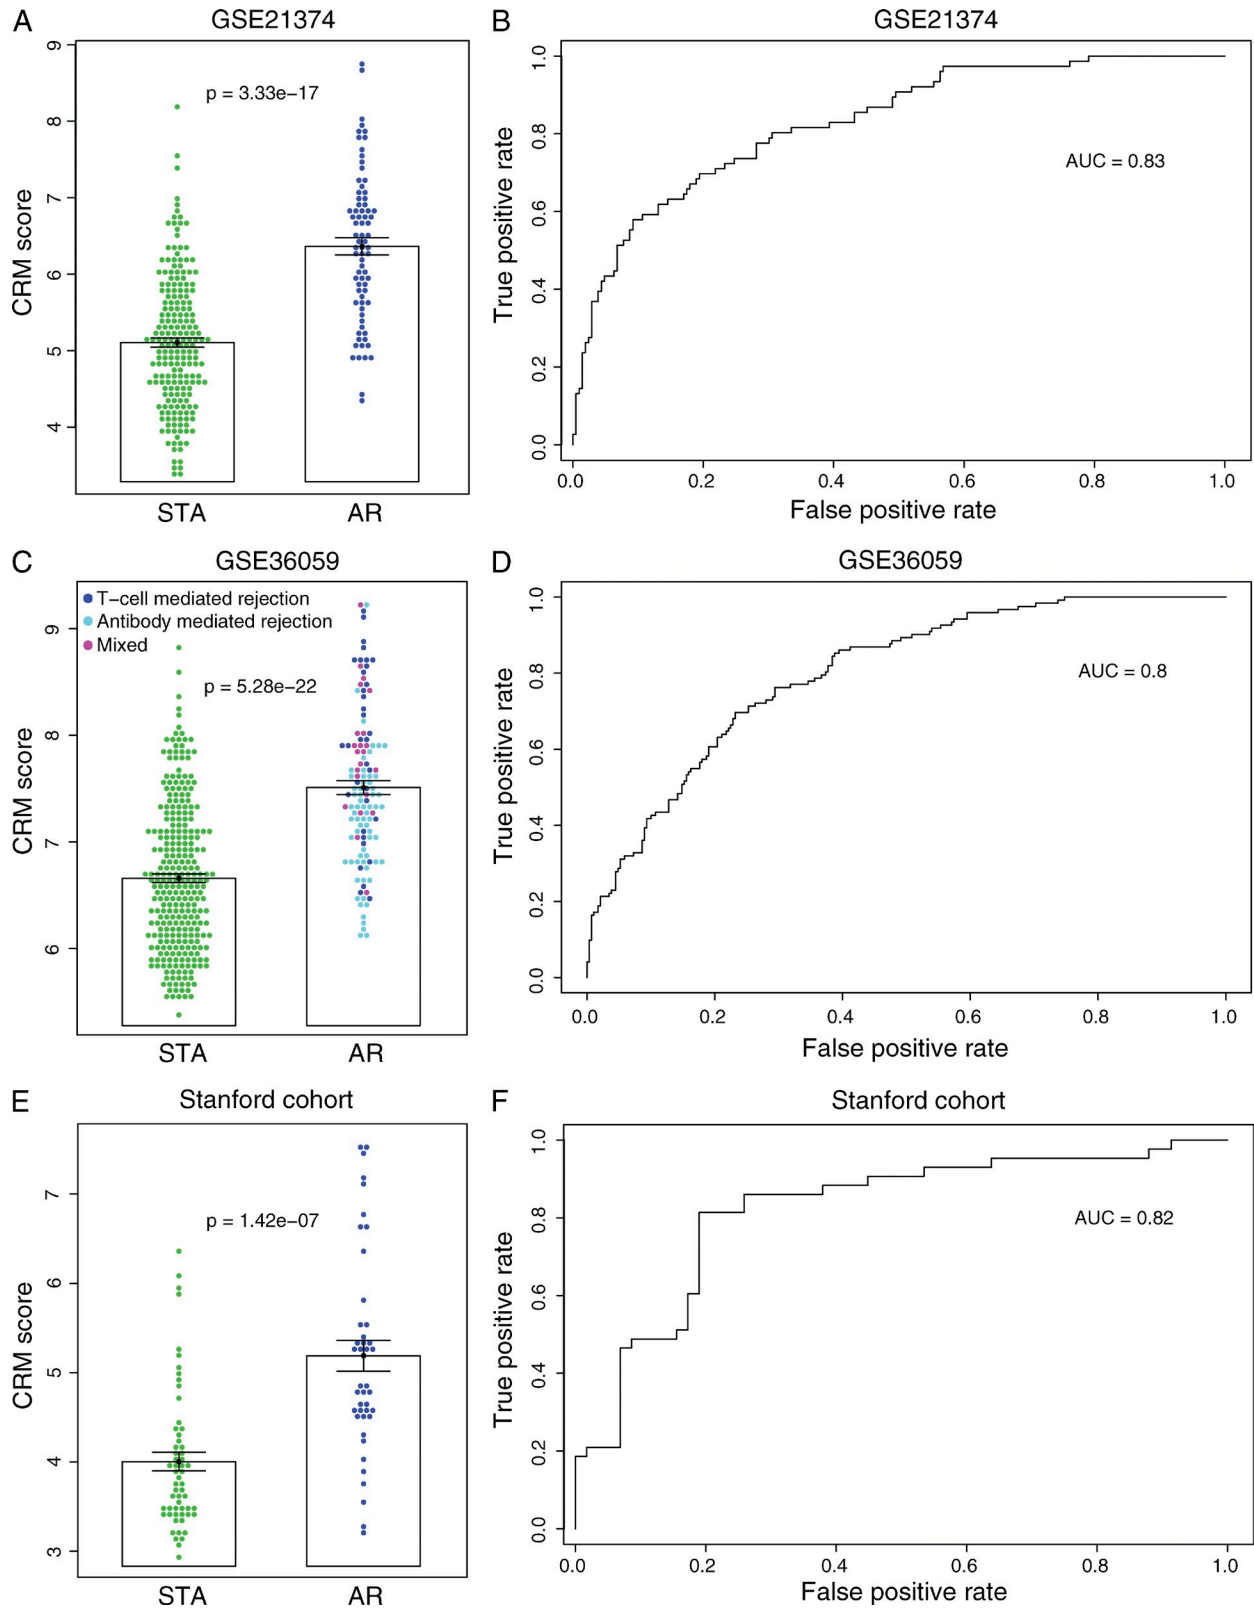 A
GSE21374
p = 3.33e−17
CRM score
9
8
7
6
5
4
STA
AR
B
GSE21374
AUC = 0.83
True positive rate
1.0
0.8
0.6
0.4
0.2
0.0
0.0
0.2
0.4
0.6
0.8
1.0
False positive rate
C
GSE36059
T−cell mediated rejection
Antibody mediated rejection
Mixed
p = 5.28e−22
CRM score
9
8
7
6
STA
AR
D
GSE36059
AUC = 0.8
True positive rate
1.0
0.8
0.6
0.4
0.2
0.0
0.0
0.2
0.4
0.6
0.8
1.0
False positive rate
E
Stanford cohort
p = 1.42e−07
CRM score
7
6
5
4
3
STA
AR
F
Stanford cohort
AUC = 0.82
True positive rate
1.0
0.8
0.6
0.4
0.2
0.0
0.0
0.2
0.4
0.6
0.8
1.0
False positive rate